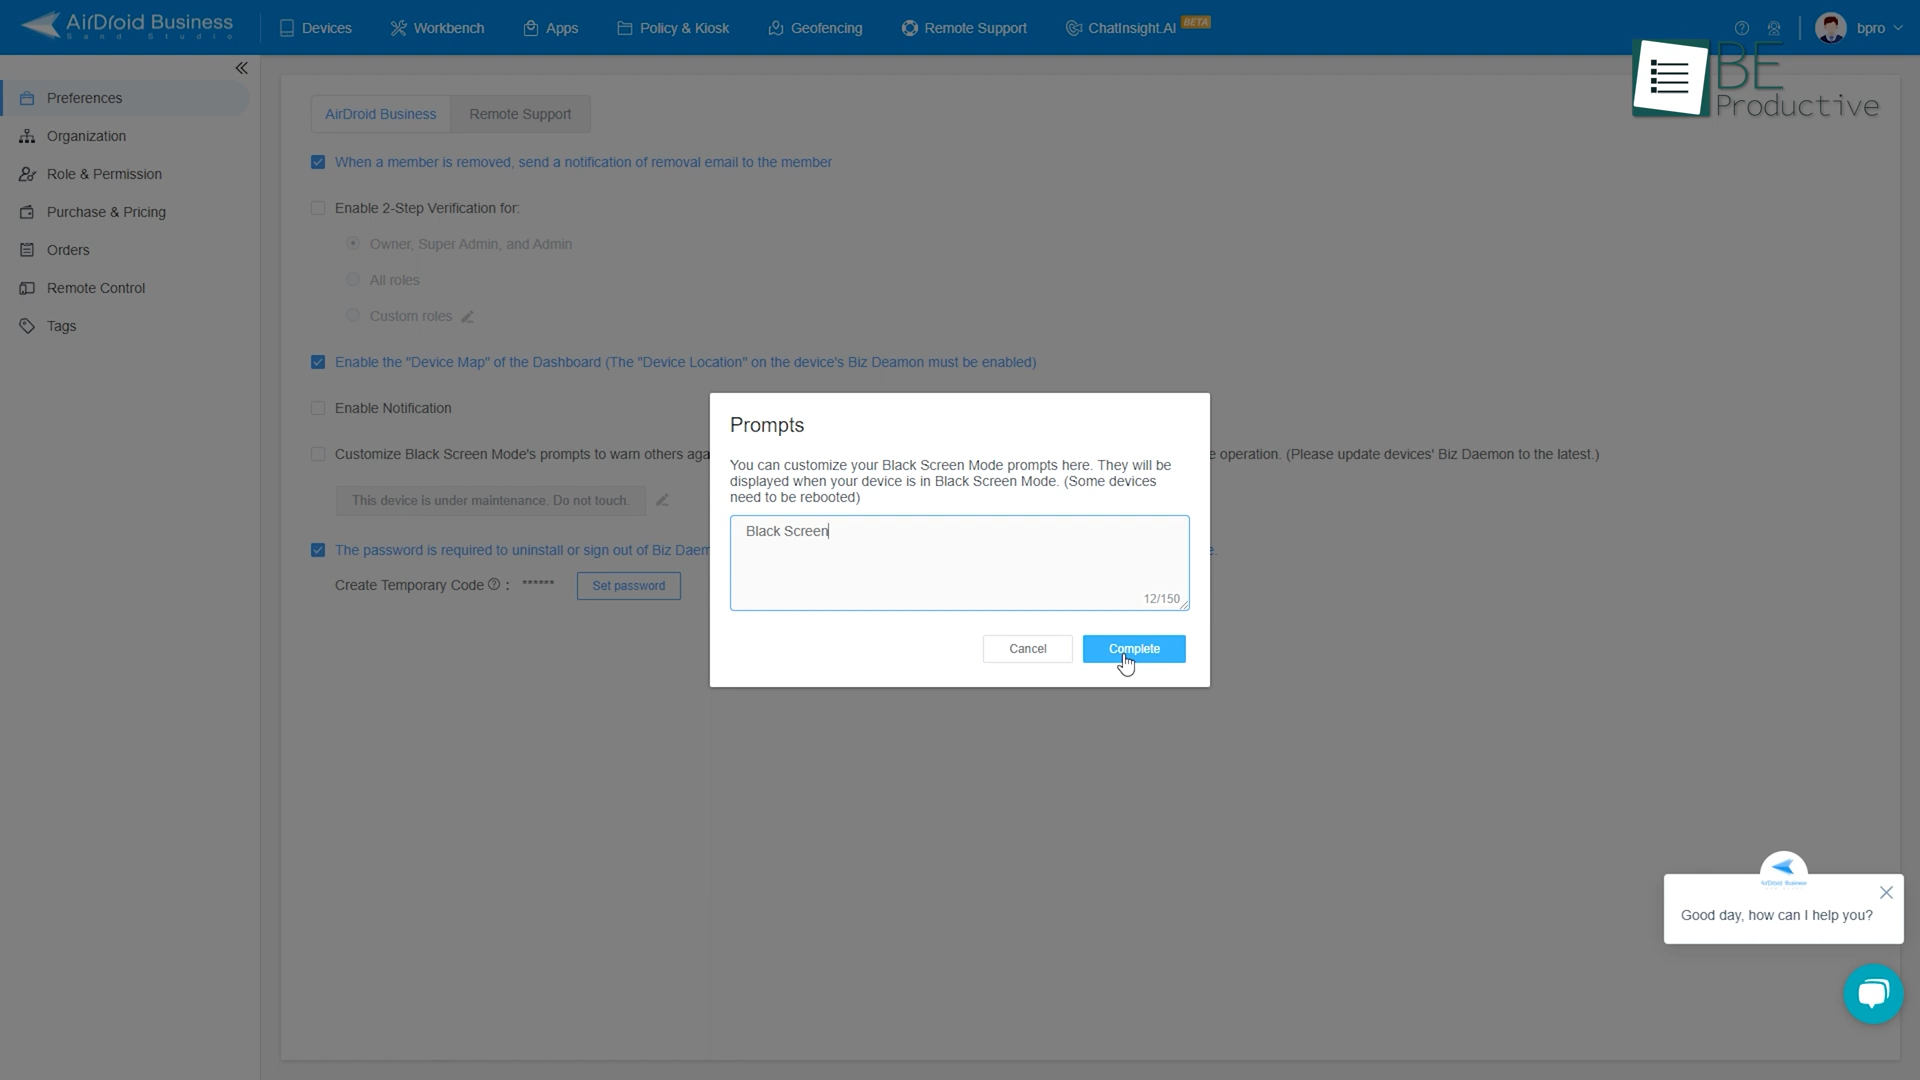 AirDroid Business
Sand Studio
Devices
Workbench
Apps
Policy & Kiosk
Geofencing
Remote Support
ChatInsight.AI
BETA
bpro
BE
Productive
Preferences
Organization
Role & Permission
Purchase & Pricing
Orders
Remote Control
Tags
AirDroid Business
Remote Support
When a member is removed, send a notification of removal email to the member
Enable 2-Step Verification for:
Owner, Super Admin, and Admin
All roles
Custom roles
Enable the "Device Map" of the Dashboard (The "Device Location" on the device's Biz Deamon must be enabled)
Enable Notification
Customize Black Screen Mode's prompts to warn others aga
e operation. (Please update devices' Biz Daemon to the latest.)
This device is under maintenance. Do not touch.
The password is required to uninstall or sign out of Biz Daem
e.
Create Temporary Code ? : ******
Set password
Prompts
You can customize your Black Screen Mode prompts here. They will be
displayed when your device is in Black Screen Mode. (Some devices
need to be rebooted)
Black Screen
12/150
Cancel
Complete
AirDroid Business
Good day, how can I help you?